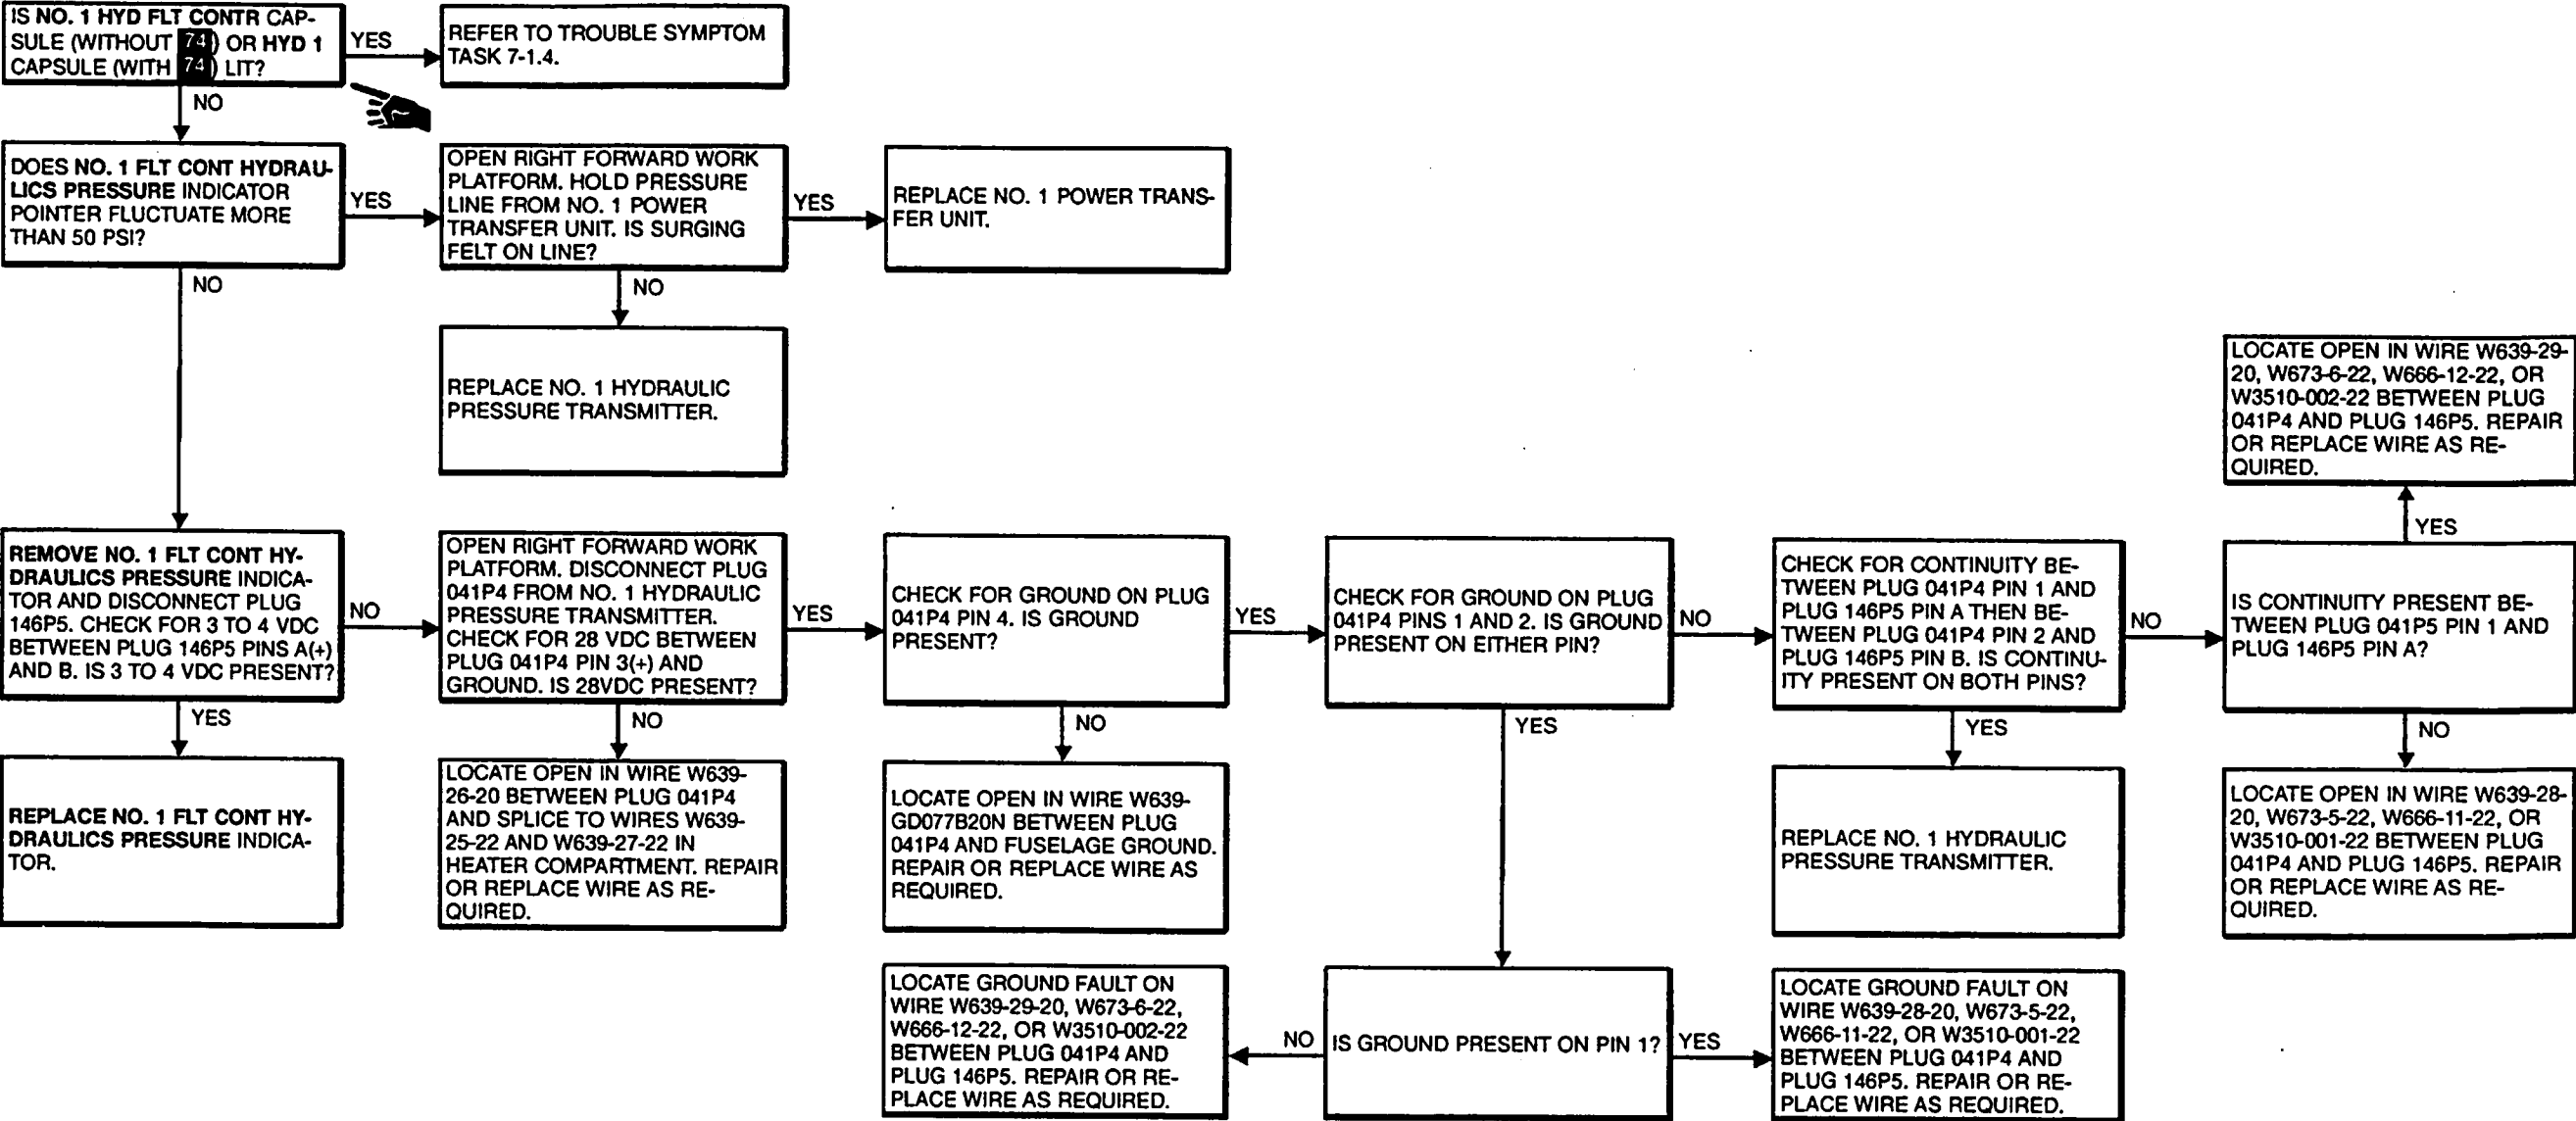 IS NO. 1 HYD FLT CONTR CAP-
SULE (WITHOUT 74) OR HYD 1
CAPSULE (WITH 74) LIT?
YES
REFER TO TROUBLE SYMPTOM
TASK 7-1.4.
NO
DOES NO. 1 FLT CONT HYDRAU-
LICS PRESSURE INDICATOR
POINTER FLUCTUATE MORE
THAN 50 PSI?
YES
OPEN RIGHT FORWARD WORK
PLATFORM. HOLD PRESSURE
LINE FROM NO. 1 POWER
TRANSFER UNIT. IS SURGING
FELT ON LINE?
YES
REPLACE NO. 1 POWER TRANS-
FER UNIT.
NO
NO
REPLACE NO. 1 HYDRAULIC
PRESSURE TRANSMITTER.
LOCATE OPEN IN WIRE W639-29-
20, W673-6-22, W666-12-22, OR
W3510-002-22 BETWEEN PLUG
041P4 AND PLUG 146P5. REPAIR
OR REPLACE WIRE AS RE-
QUIRED.
YES
REMOVE NO. 1 FLT CONT HY-
DRAULICS PRESSURE INDICA-
TOR AND DISCONNECT PLUG
146P5. CHECK FOR 3 TO 4 VDC
BETWEEN PLUG 146P5 PINS A(+)
AND B. IS 3 TO 4 VDC PRESENT?
NO
OPEN RIGHT FORWARD WORK
PLATFORM. DISCONNECT PLUG
041P4 FROM NO. 1 HYDRAULIC
PRESSURE TRANSMITTER.
CHECK FOR 28 VDC BETWEEN
PLUG 041P4 PIN 3(+) AND
GROUND. IS 28VDC PRESENT?
YES
CHECK FOR GROUND ON PLUG
041P4 PIN 4. IS GROUND
PRESENT?
YES
CHECK FOR GROUND ON PLUG
041P4 PINS 1 AND 2. IS GROUND
PRESENT ON EITHER PIN?
NO
CHECK FOR CONTINUITY BE-
TWEEN PLUG 041P4 PIN 1 AND
PLUG 146P5 PIN A THEN BE-
TWEEN PLUG 041P4 PIN 2 AND
PLUG 146P5 PIN B. IS CONTINU-
ITY PRESENT ON BOTH PINS?
NO
IS CONTINUITY PRESENT BE-
TWEEN PLUG 041P5 PIN 1 AND
PLUG 146P5 PIN A?
YES
NO
NO
YES
YES
NO
REPLACE NO. 1 FLT CONT HY-
DRAULICS PRESSURE INDICA-
TOR.
LOCATE OPEN IN WIRE W639-
26-20 BETWEEN PLUG 041P4
AND SPLICE TO WIRES W639-
25-22 AND W639-27-22 IN
HEATER COMPARTMENT. REPAIR
OR REPLACE WIRE AS RE-
QUIRED.
LOCATE OPEN IN WIRE W639-
GD077B20N BETWEEN PLUG
041P4 AND FUSELAGE GROUND.
REPAIR OR REPLACE WIRE AS
REQUIRED.
REPLACE NO. 1 HYDRAULIC
PRESSURE TRANSMITTER.
LOCATE OPEN IN WIRE W639-28-
20, W673-5-22, W666-11-22, OR
W3510-001-22 BETWEEN PLUG
041P4 AND PLUG 146P5. REPAIR
OR REPLACE WIRE AS RE-
QUIRED.
LOCATE GROUND FAULT ON
WIRE W639-29-20, W673-6-22,
W666-12-22, OR W3510-002-22
BETWEEN PLUG 041P4 AND
PLUG 146P5. REPAIR OR RE-
PLACE WIRE AS REQUIRED.
NO
IS GROUND PRESENT ON PIN 1?
YES
LOCATE GROUND FAULT ON
WIRE W639-28-20, W673-5-22,
W666-11-22, OR W3510-001-22
BETWEEN PLUG 041P4 AND
PLUG 146P5. REPAIR OR RE-
PLACE WIRE AS REQUIRED.